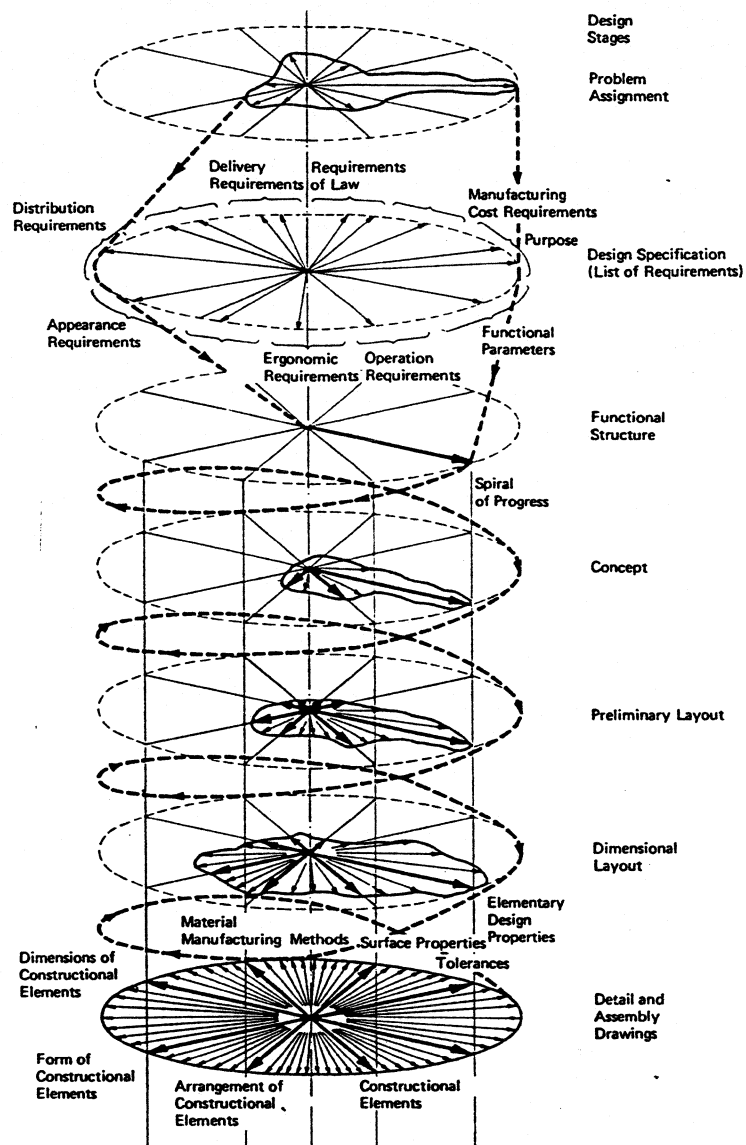 Design
Stages
Problem
Assignment
Delivery
Requirements
Requirements
of Law
Distribution
Requirements
Manufacturing
Cost Requirements
Purpose
Design Specification
(List of Requirements)
Appearance
Requirements
Ergonomic
Requirements
Operation
Requirements
Functional
Parameters
Functional
Structure
Spiral
of Progress
Concept
Preliminary Layout
Dimensional
Layout
Elementary
Design
Properties
Material
Manufacturing Methods
Surface Properties
Tolerances
Dimensions of
Constructional
Elements
Detail and
Assembly
Drawings
Form of
Constructional
Elements
Arrangement of
Constructional
Elements
Constructional
Elements